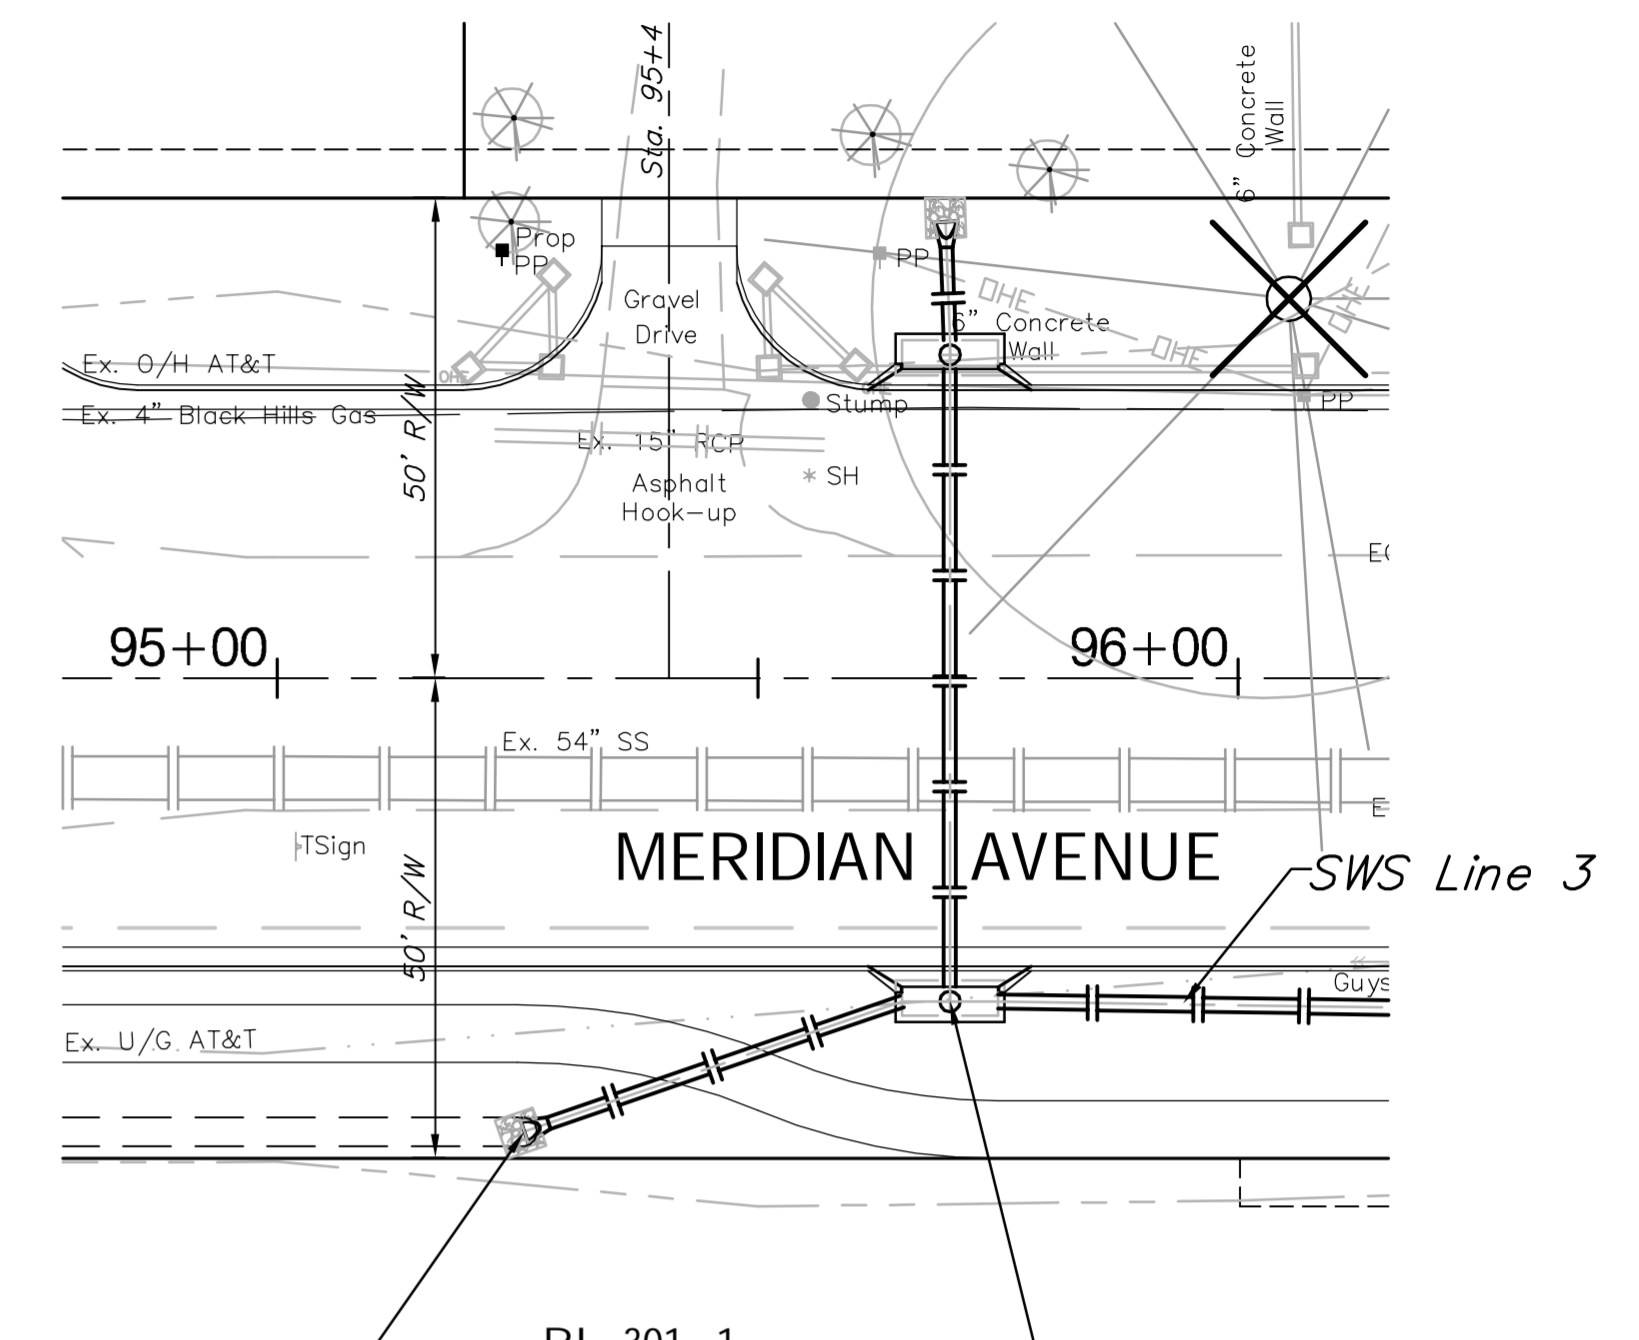 Sta. 95+4
6” Concrete
Wall
Prop
PP
PP
OHE
OHE
OHE
Gravel
Drive
6” Concrete
Wall
Ex. O/H AT&T
OHE
PP
Stump
Ex. 4” Black Hills Gas
50’ R/W
Ex. 15” RCP
SH
Asphalt
Hook-up
95+00
96+00
Ex. 54” SS
TSign
MERIDIAN AVENUE
SWS Line 3
50’ R/W
Guys
Ex. U/G AT&T